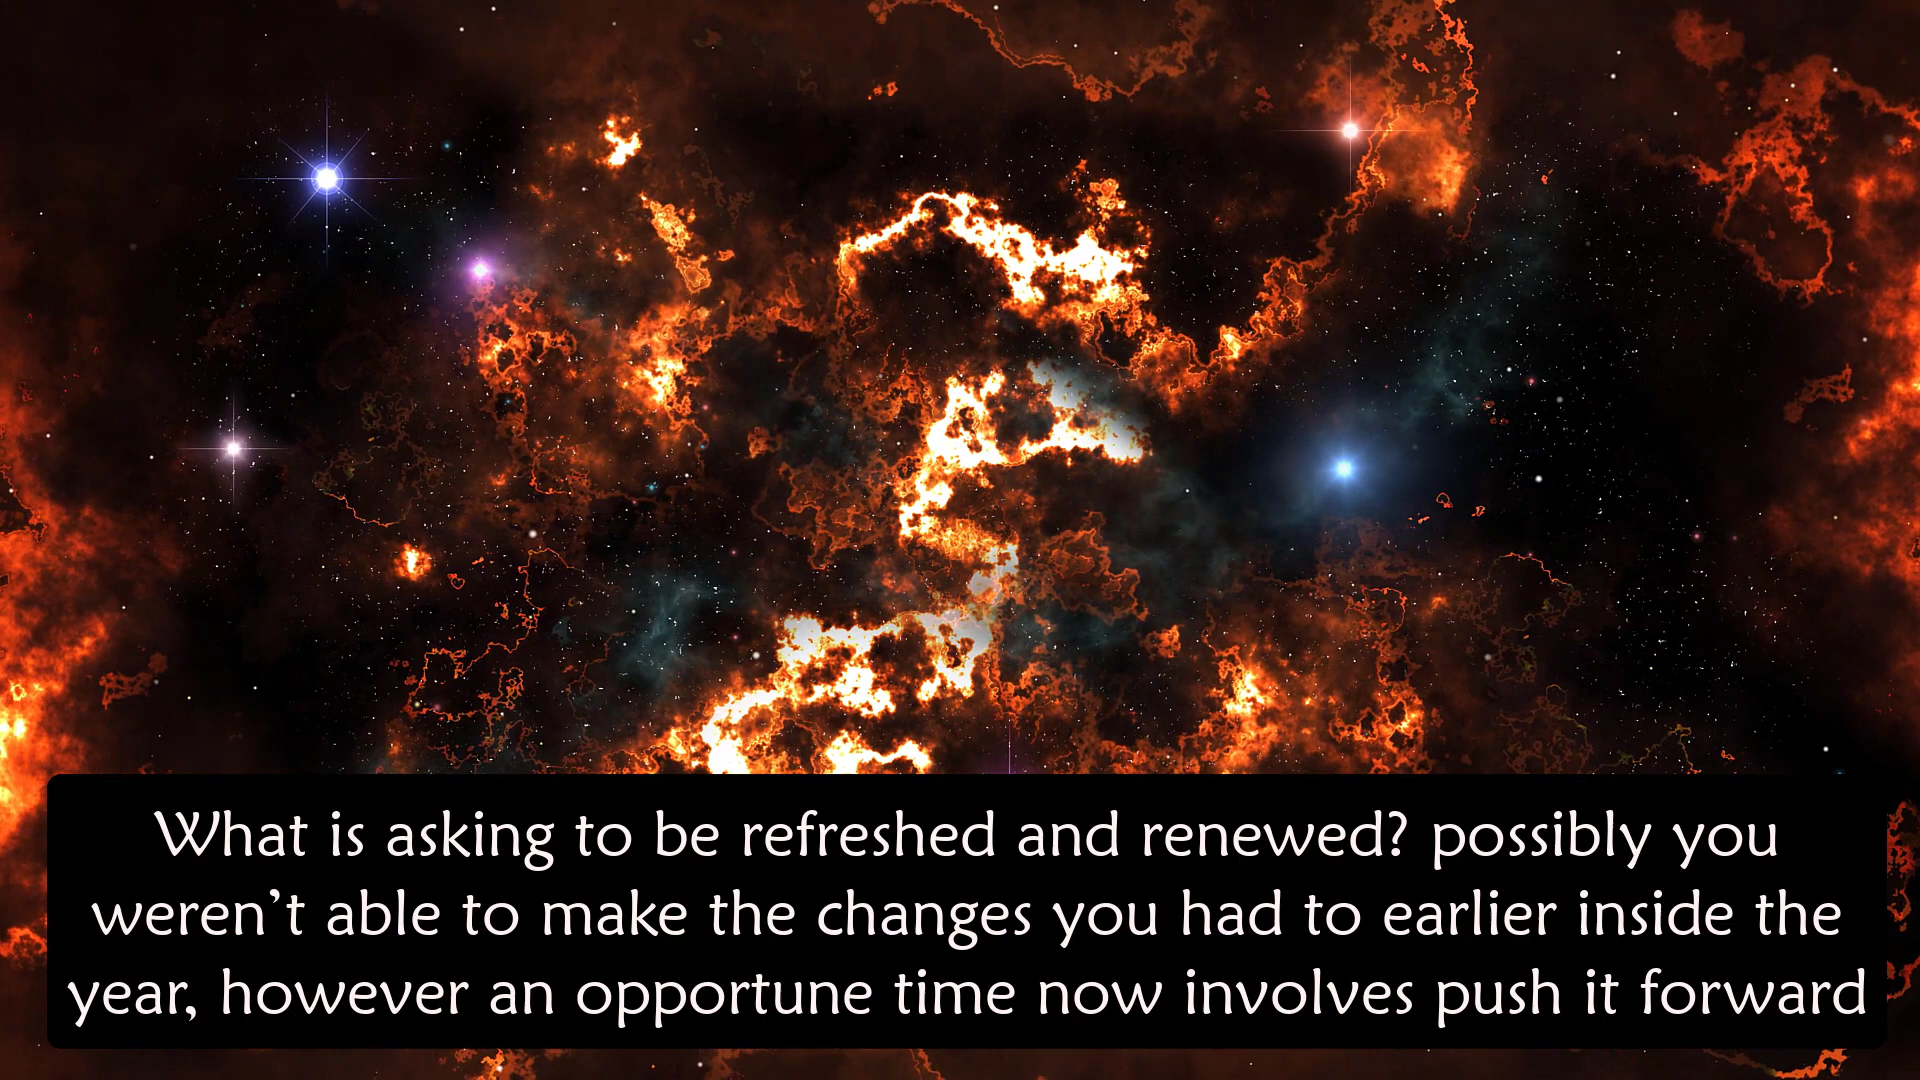 What is asking to be refreshed and renewed? possibly you
weren’t able to make the changes you had to earlier inside the
year, however an opportune time now involves push it forward